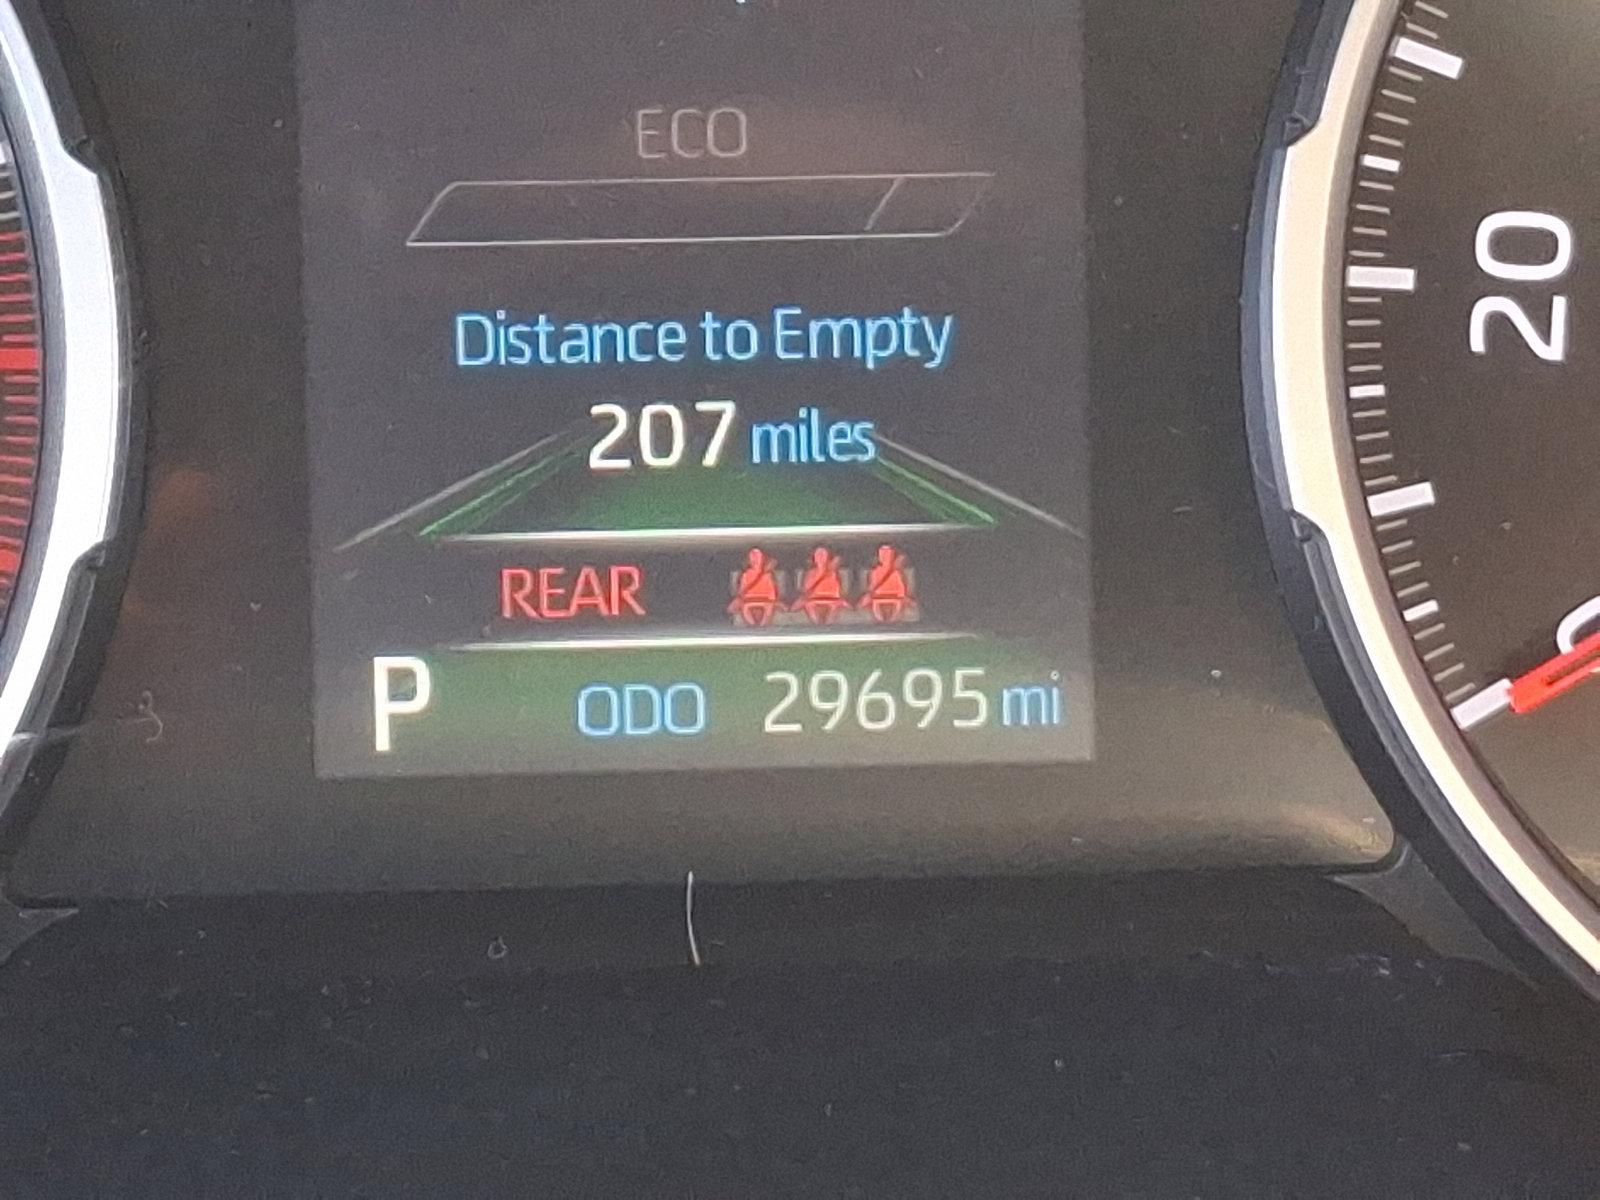 ECO
Distance to Empty
207 miles
REAR
P ODO 29695 mi
20